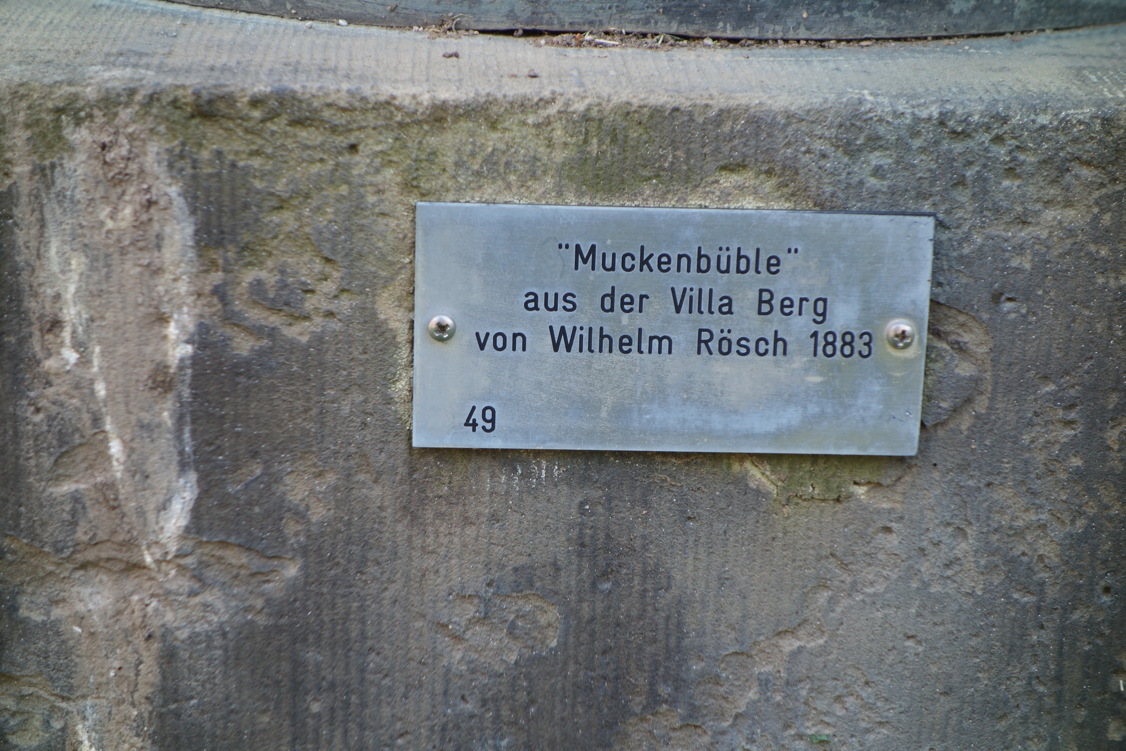 "Muckenbüble"
aus der Villa Berg
von Wilhelm Rösch 1883
49